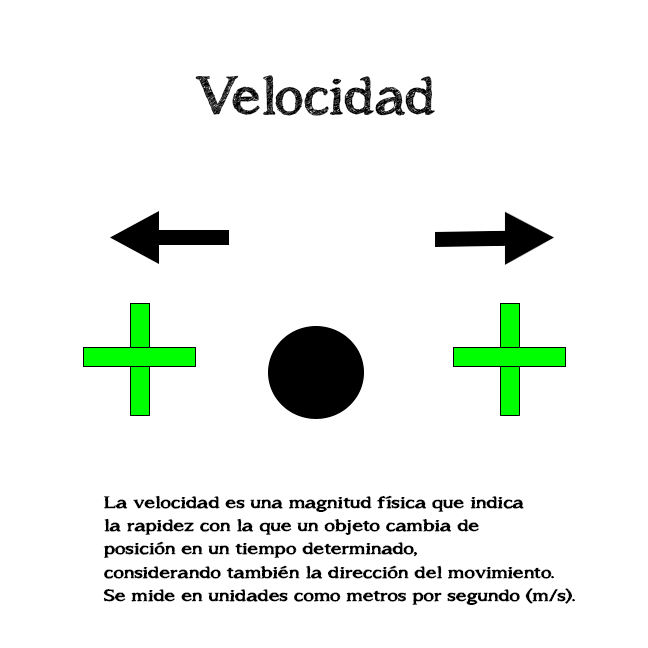 Velocidad
La velocidad es una magnitud física que indica
la rapidez con la que un objeto cambia de
posición en un tiempo determinado,
considerando también la dirección del movimiento.
Se mide en unidades como metros por segundo (m/s).